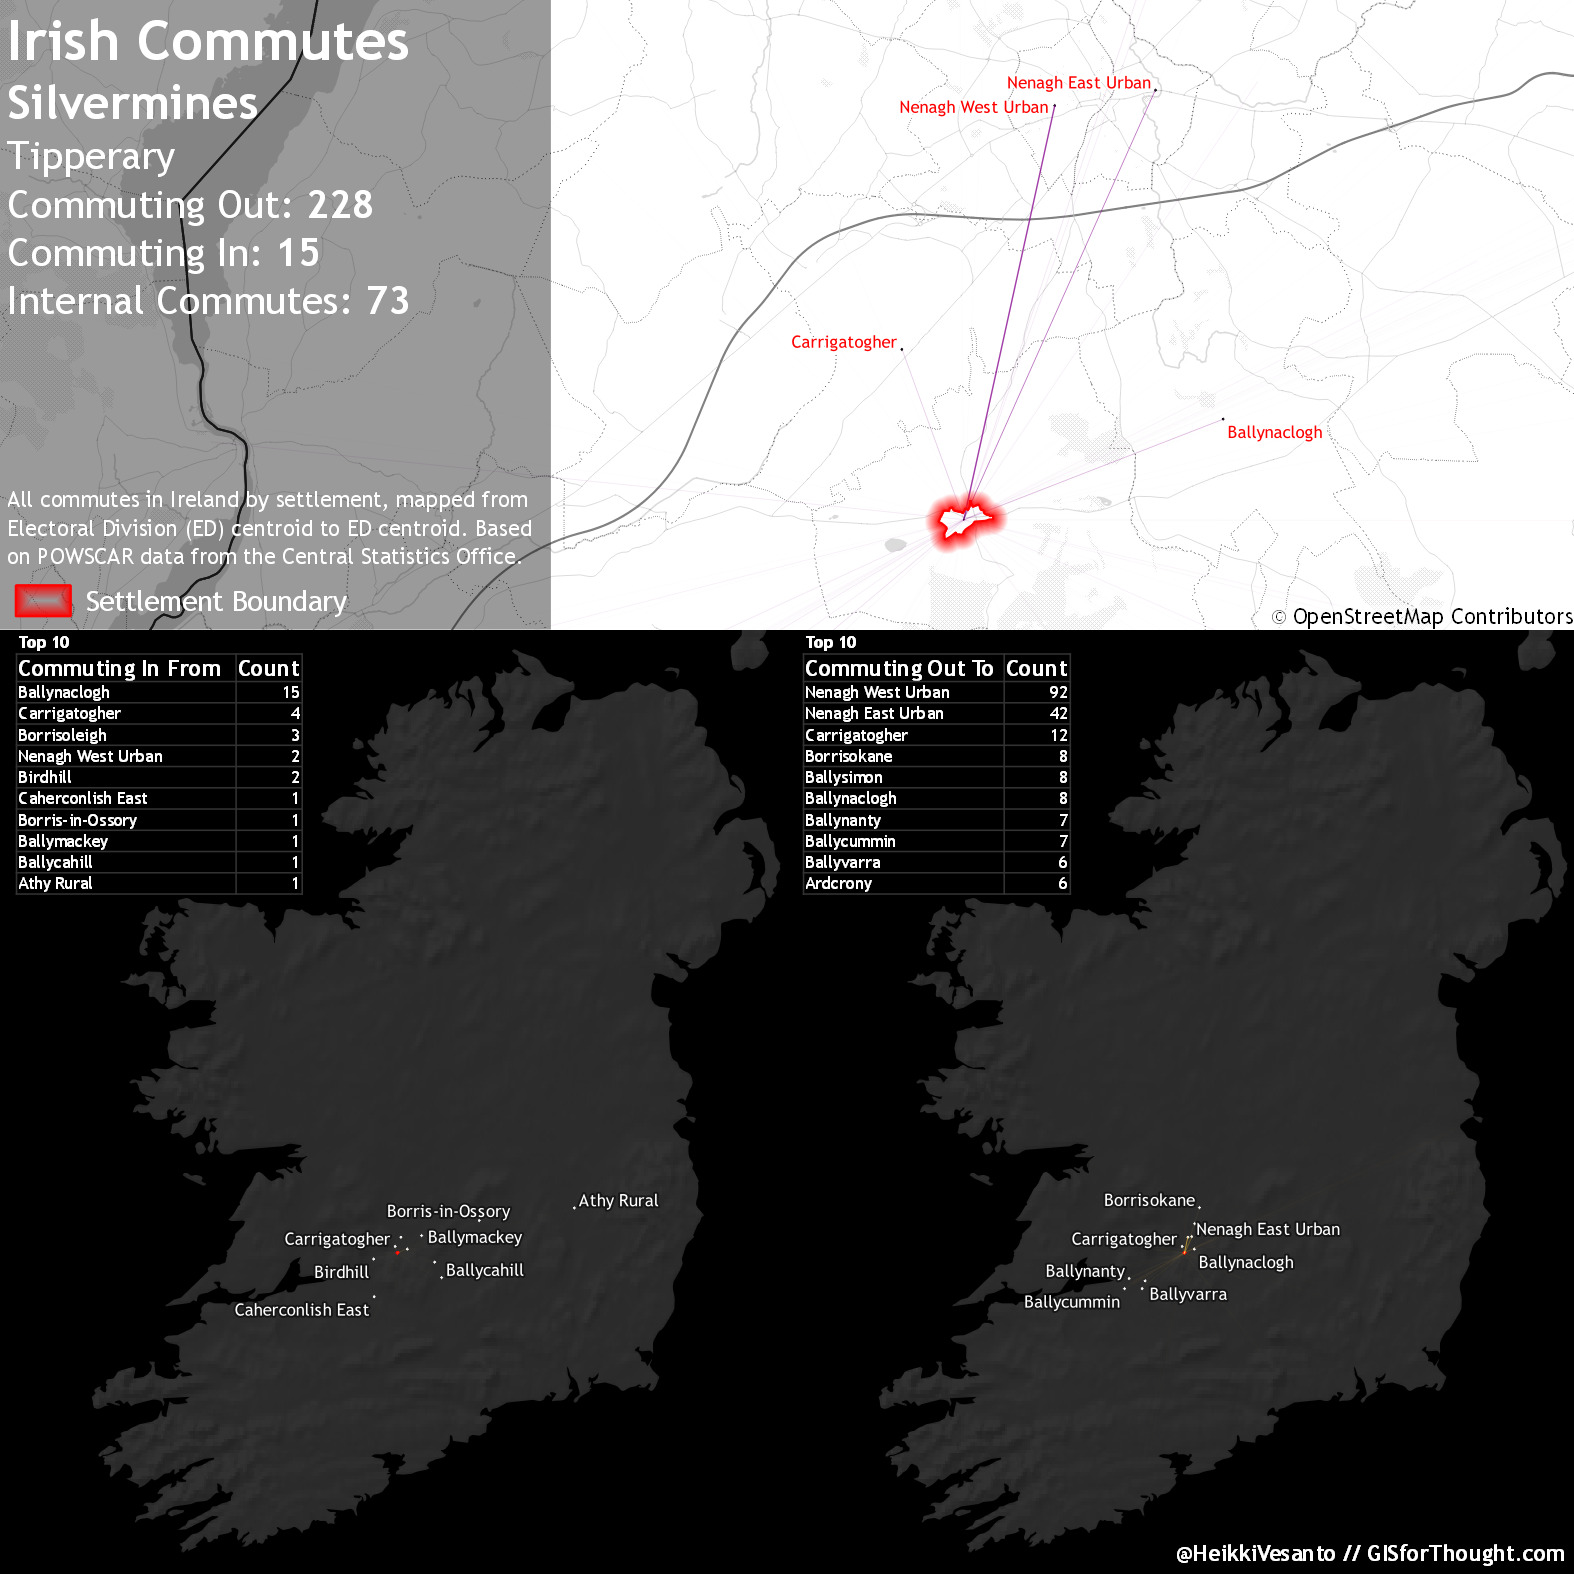 Irish Commutes
Silvermines
Tipperary
Commuting Out: 228
Commuting In: 15
Internal Commutes: 73
All commutes in Ireland by settlement, mapped from
Electoral Division (ED) centroid to ED centroid. Based
on POWSCAR data from the Central Statistics Office.
Settlement Boundary
Nenagh East Urban
Nenagh West Urban
Carrigatogher
Ballynaclogh
© OpenStreetMap Contributors
Top 10
Commuting In From Count
Ballynaclogh 15
Carrigatogher 4
Borrisoleigh 3
Nenagh West Urban 2
Birdhill 2
Caherconlish East 1
Borris-in-Ossory 1
Ballymackey 1
Ballycahill 1
Athy Rural 1
Athy Rural
Borris-in-Ossory
Carrigatogher
Ballymackey
Birdhill
Ballycahill
Caherconlish East
Top 10
Commuting Out To Count
Nenagh West Urban 92
Nenagh East Urban 42
Carrigatogher 12
Borrisokane 8
Ballysimon 8
Ballynaclogh 8
Ballynanty 7
Ballycummin 7
Ballyvarra 6
Ardcrony 6
Borrisokane
Nenagh East Urban
Carrigatogher
Ballynaclogh
Ballynanty
Ballyvarra
Ballycummin
@HeikkiVesanto // GISforThought.com